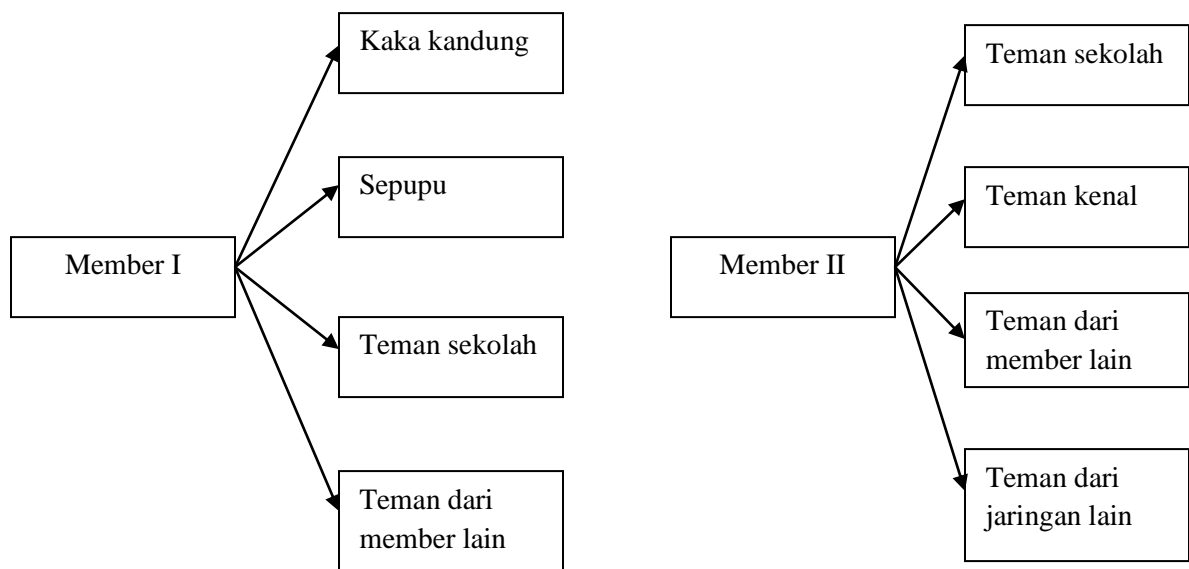 Member I
Kaka kandung
Sepupu
Teman sekolah
Teman dari
member lain
Member II
Teman sekolah
Teman kenal
Teman dari
member lain
Teman dari
jaringan lain